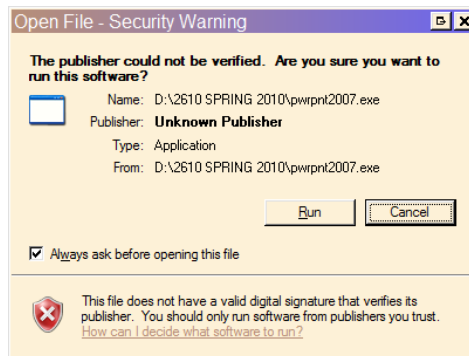 Open File - Security Warning
The publisher could not be verified.  Are you sure you want to
run this software?
Name: D:\2610 SPRING 2010\pwrpnt2007.exe
Publisher: Unknown Publisher
Type: Application
From: D:\2610 SPRING 2010\pwrpnt2007.exe
Run Cancel
Always ask before opening this file
This file does not have a valid digital signature that verifies its
publisher.  You should only run software from publishers you trust.
How can I decide what software to run?